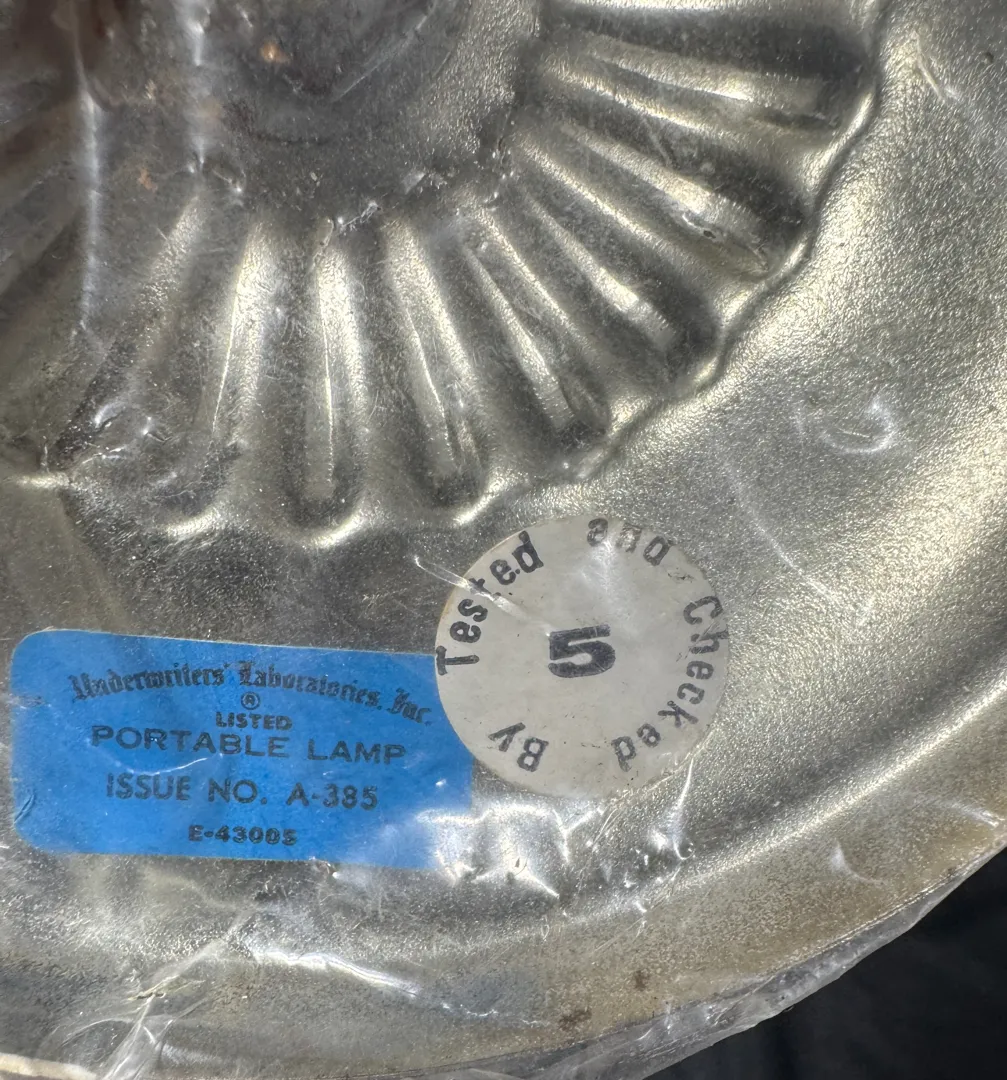 Underwriters' Laboratories, Inc.
®
LISTED
PORTABLE LAMP
ISSUE NO. A-385
E-43005
Tested and Checked By
5